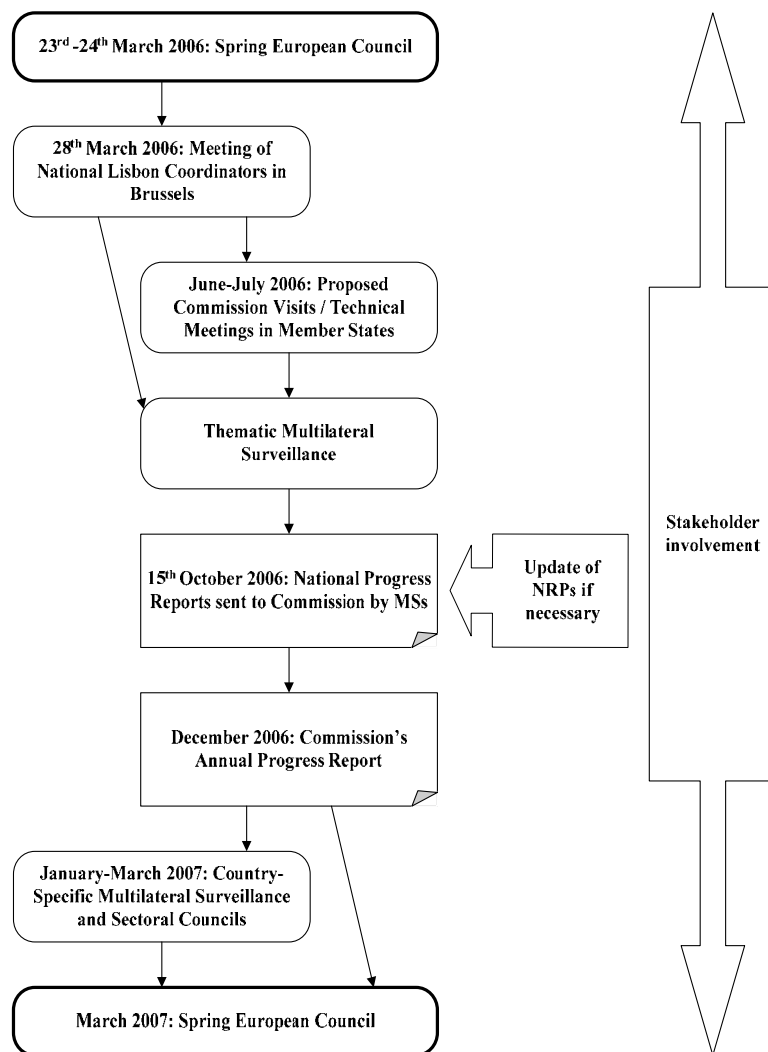 23rd -24th March 2006: Spring European Council
28th March 2006: Meeting of
National Lisbon Coordinators in
Brussels
June-July 2006: Proposed
Commission Visits / Technical
Meetings in Member States
Thematic Multilateral
Surveillance
15th October 2006: National Progress
Reports sent to Commission by MSs
Update of
NRPs if
necessary
Stakeholder
involvement
December 2006: Commission’s
Annual Progress Report
January-March 2007: Country-
Specific Multilateral Surveillance
and Sectoral Councils
March 2007: Spring European Council